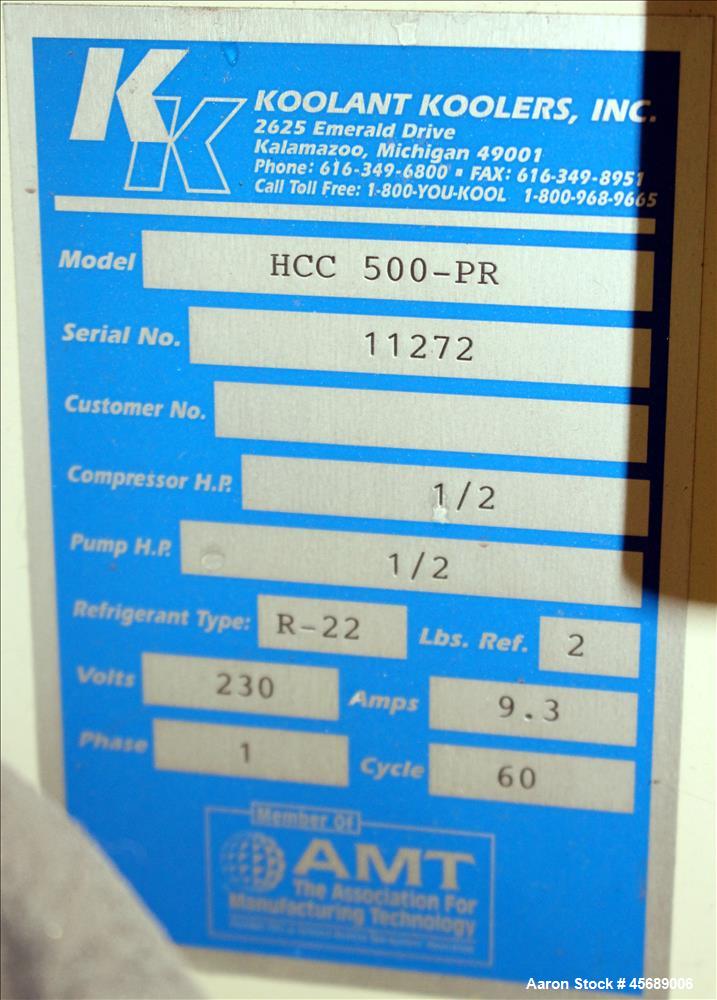 KK
KOOLANT KOOLERS, INC.
2625 Emerald Drive
Kalamazoo, Michigan 49001
Phone: 616-349-6800 ▪ FAX: 616-349-8951
Call Toll Free: 1-800-YOU-KOOL 1-800-968-9665
Model HCC 500-PR
Serial No. 11272
Customer No.
Compressor H.P. 1/2
Pump H.P. 1/2
Refrigerant Type: R-22 Lbs. Ref. 2
Volts 230 Amps 9.3
Phase 1 Cycle 60
Member Of
AMT
The Association For
Manufacturing Technology
Aaron Stock # 45689006